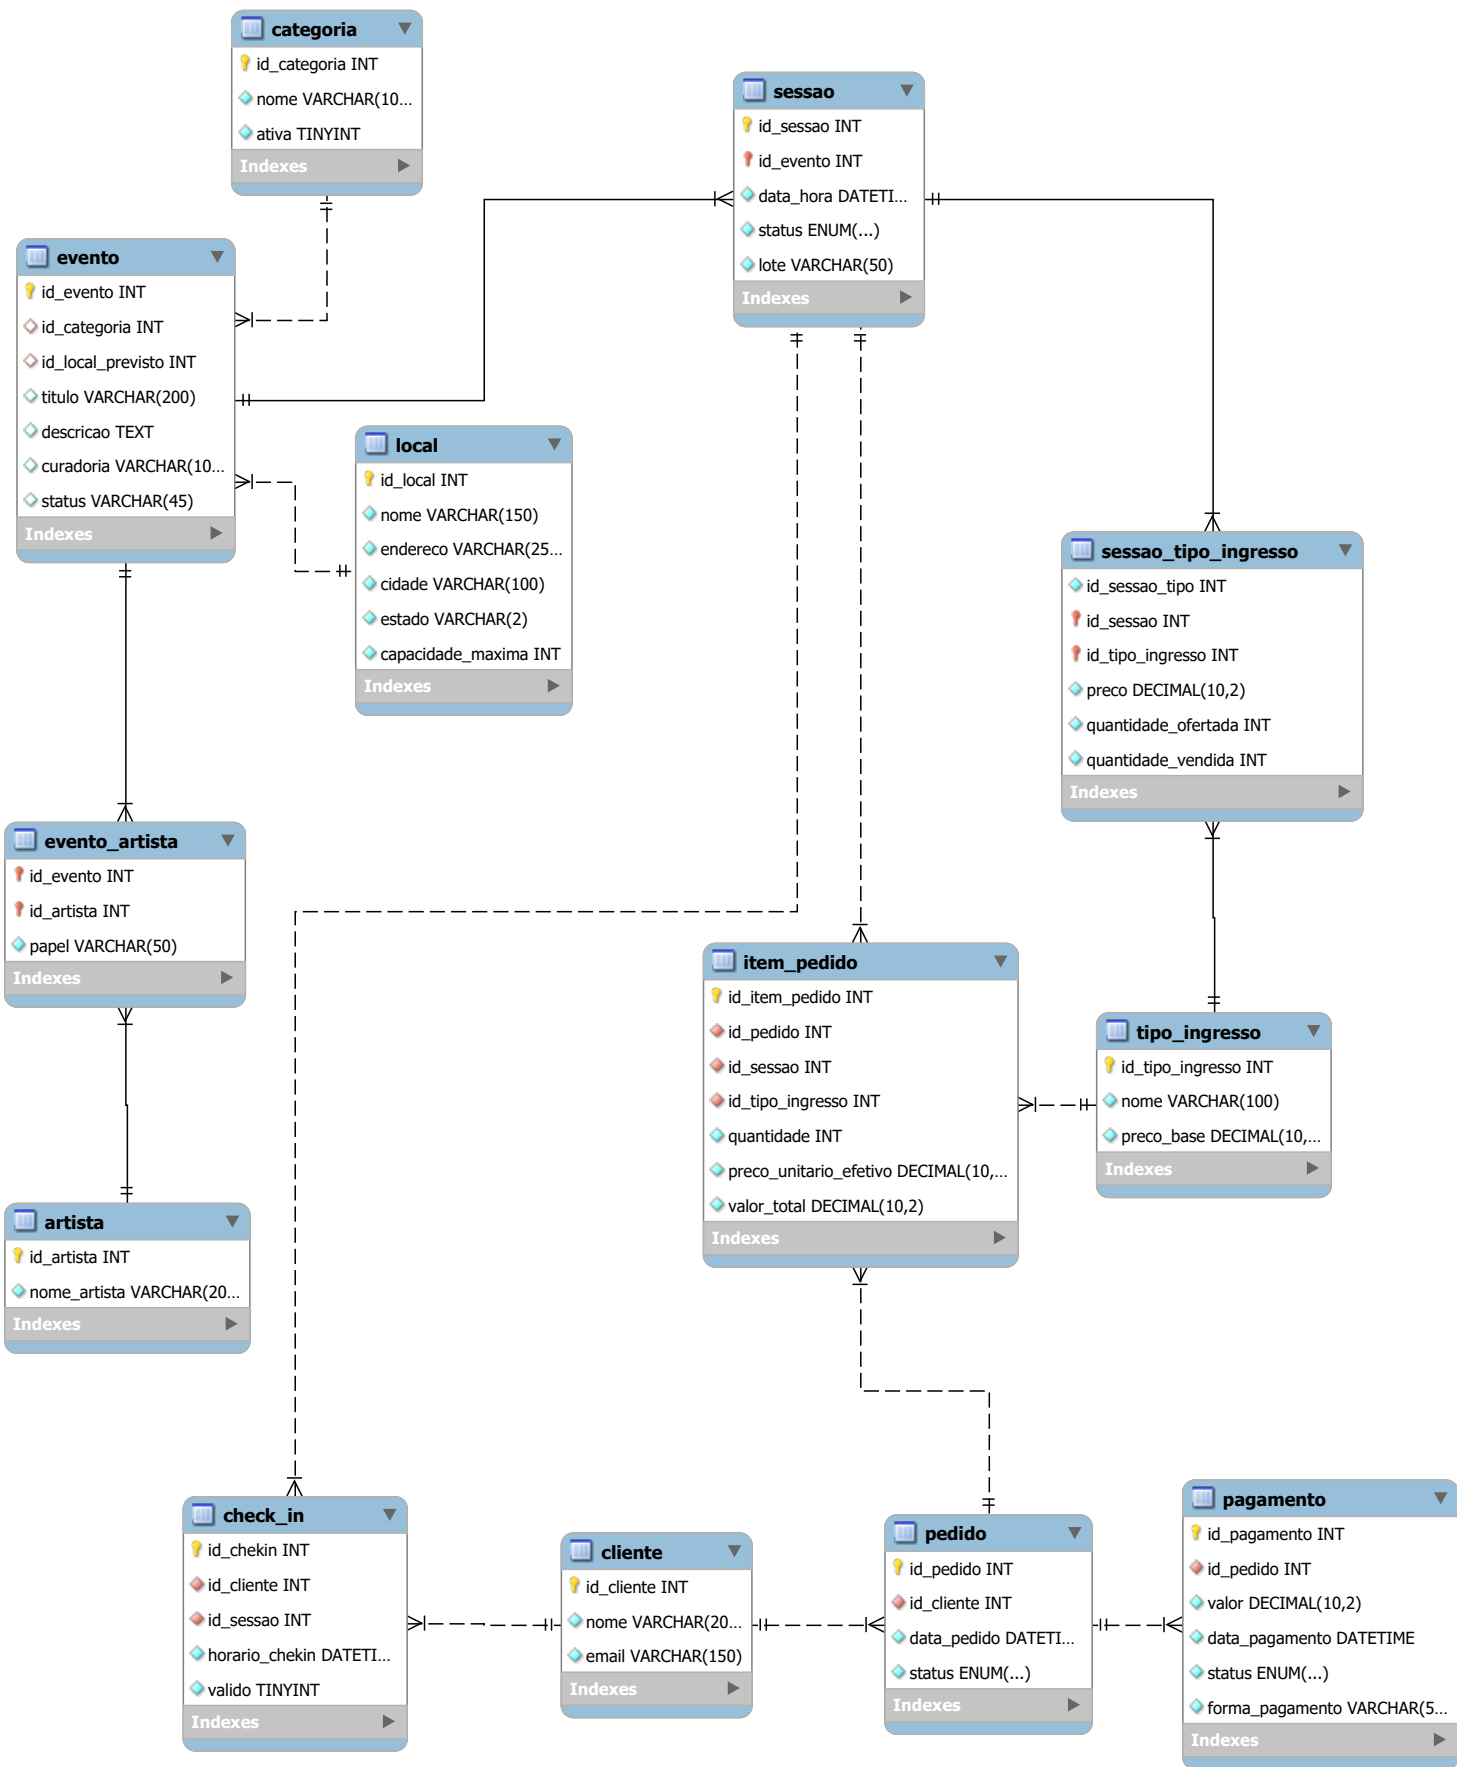 categoria
id_categoria INT
nome VARCHAR(10...
ativa TINYINT
Indexes
sessao
id_sessao INT
id_evento INT
data_hora DATETI...
status ENUM(...)
lote VARCHAR(50)
Indexes
evento
id_evento INT
id_categoria INT
id_local_previsto INT
titulo VARCHAR(200)
descricao TEXT
curadoria VARCHAR(10...
status VARCHAR(45)
Indexes
local
id_local INT
nome VARCHAR(150)
endereco VARCHAR(25...
cidade VARCHAR(100)
estado VARCHAR(2)
capacidade_maxima INT
Indexes
sessao_tipo_ingresso
id_sessao_tipo INT
id_sessao INT
id_tipo_ingresso INT
preco DECIMAL(10,2)
quantidade_ofertada INT
quantidade_vendida INT
Indexes
evento_artista
id_evento INT
id_artista INT
papel VARCHAR(50)
Indexes
item_pedido
id_item_pedido INT
id_pedido INT
id_sessao INT
id_tipo_ingresso INT
quantidade INT
preco_unitario_efetivo DECIMAL(10,...
valor_total DECIMAL(10,2)
Indexes
tipo_ingresso
id_tipo_ingresso INT
nome VARCHAR(100)
preco_base DECIMAL(10,...
Indexes
artista
id_artista INT
nome_artista VARCHAR(20...
Indexes
check_in
id_chekin INT
id_cliente INT
id_sessao INT
horario_chekin DATETI...
valido TINYINT
Indexes
cliente
id_cliente INT
nome VARCHAR(20...
email VARCHAR(150)
Indexes
pedido
id_pedido INT
id_cliente INT
data_pedido DATETI...
status ENUM(...)
Indexes
pagamento
id_pagamento INT
id_pedido INT
valor DECIMAL(10,2)
data_pagamento DATETIME
status ENUM(...)
forma_pagamento VARCHAR(5...
Indexes